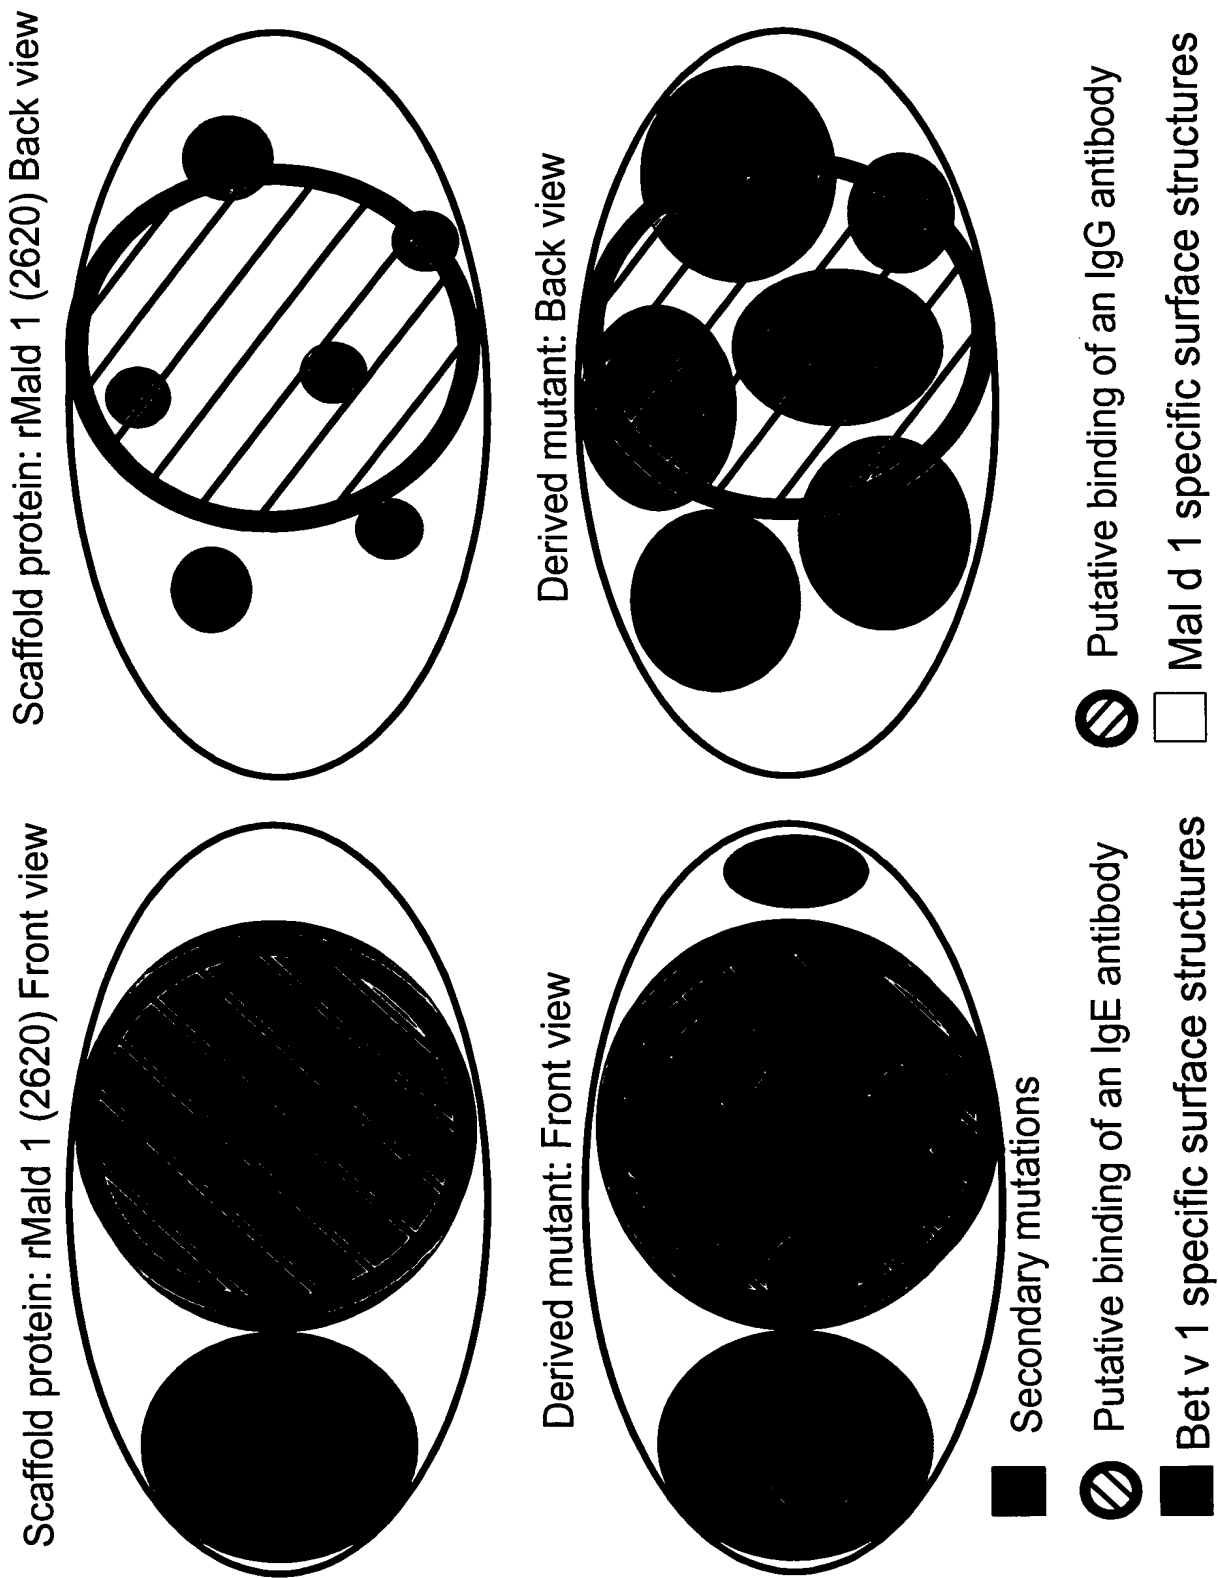 Scaffold protein: rMald 1 (2620) Front view
Scaffold protein: rMald 1 (2620) Back view
Derived mutant: Front view
Derived mutant: Back view
Secondary mutations
Putative binding of an IgE antibody
Putative binding of an IgG antibody
Bet v 1 specific surface structures
Mal d 1 specific surface structures